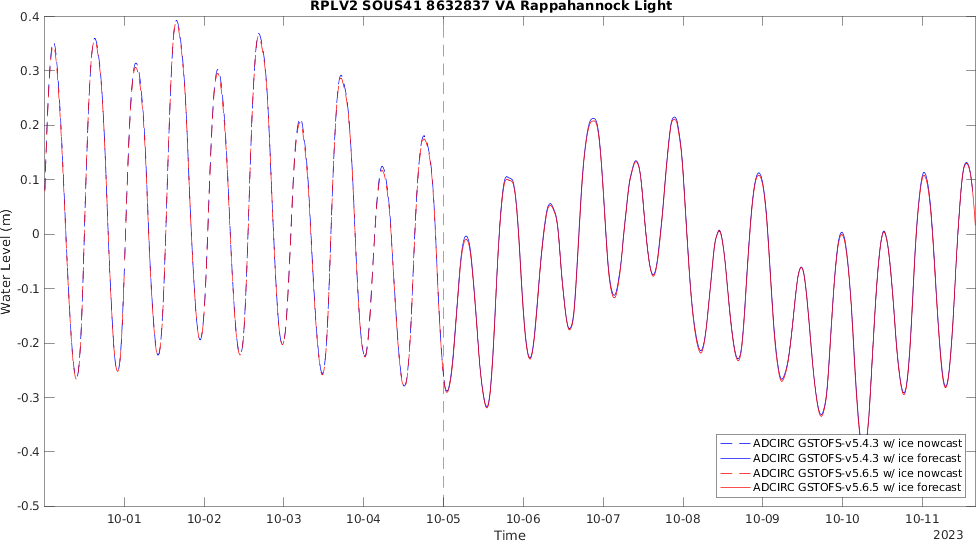 RPLV2 SOUS41 8632837 VA Rappahannock Light
0.4
0.3
0.2
0.1
0
-0.1
-0.2
-0.3
-0.4
-0.5
Water Level (m)
ADCIRC GSTOFS-v5.4.3 w/ ice nowcast
ADCIRC GSTOFS-v5.4.3 w/ ice forecast
ADCIRC GSTOFS-v5.6.5 w/ ice nowcast
ADCIRC GSTOFS-v5.6.5 w/ ice forecast
10-01 10-02 10-03 10-04 10-05 10-06 10-07 10-08 10-09 10-10 10-11
Time
2023